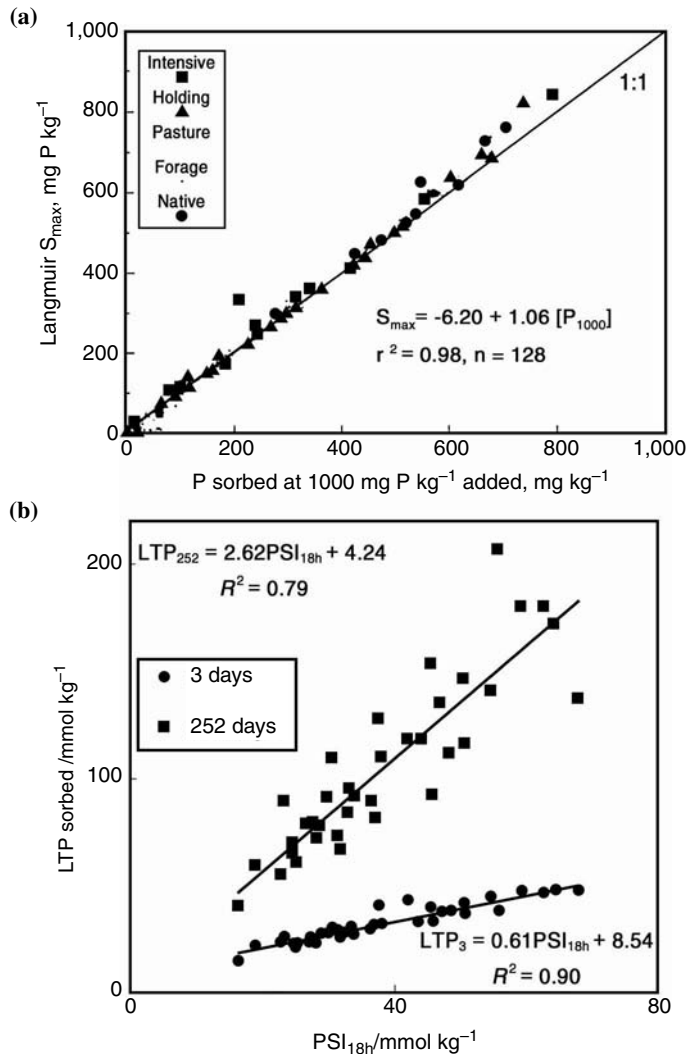 (a)
1,000
800
600
400
200
0
Langmuir Smax, mg P kg–1
Intensive
Holding
Pasture
Forage
Native
1:1
Smax= -6.20 + 1.06 [P1000]
r2 = 0.98, n = 128
0
200
400
600
800
1,000
P sorbed at 1000 mg P kg–1 added, mg kg–1
(b)
200
100
0
LTP sorbed /mmol kg–1
LTP252 = 2.62PSI18h + 4.24
R2 = 0.79
3 days
252 days
LTP3 = 0.61PSI18h + 8.54
R2 = 0.90
0
40
80
PSI18h/mmol kg–1